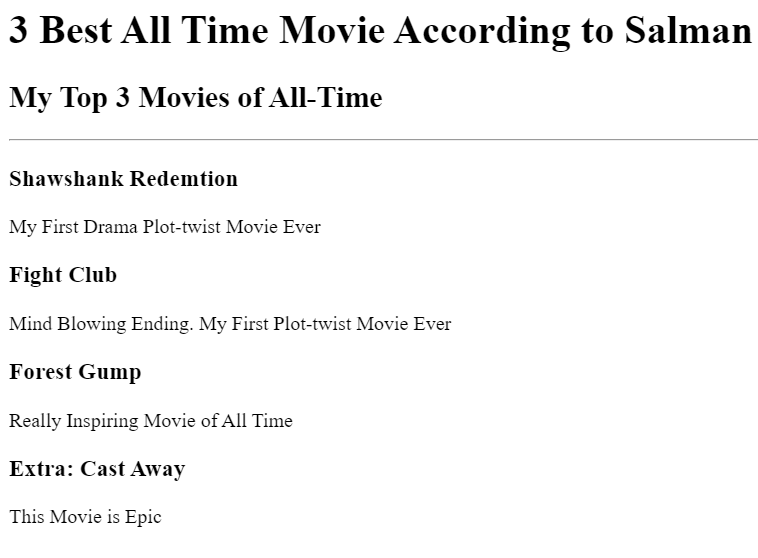 3 Best All Time Movie According to Salman
My Top 3 Movies of All-Time
Shawshank Redemtion
My First Drama Plot-twist Movie Ever
Fight Club
Mind Blowing Ending. My First Plot-twist Movie Ever
Forest Gump
Really Inspiring Movie of All Time
Extra: Cast Away
This Movie is Epic